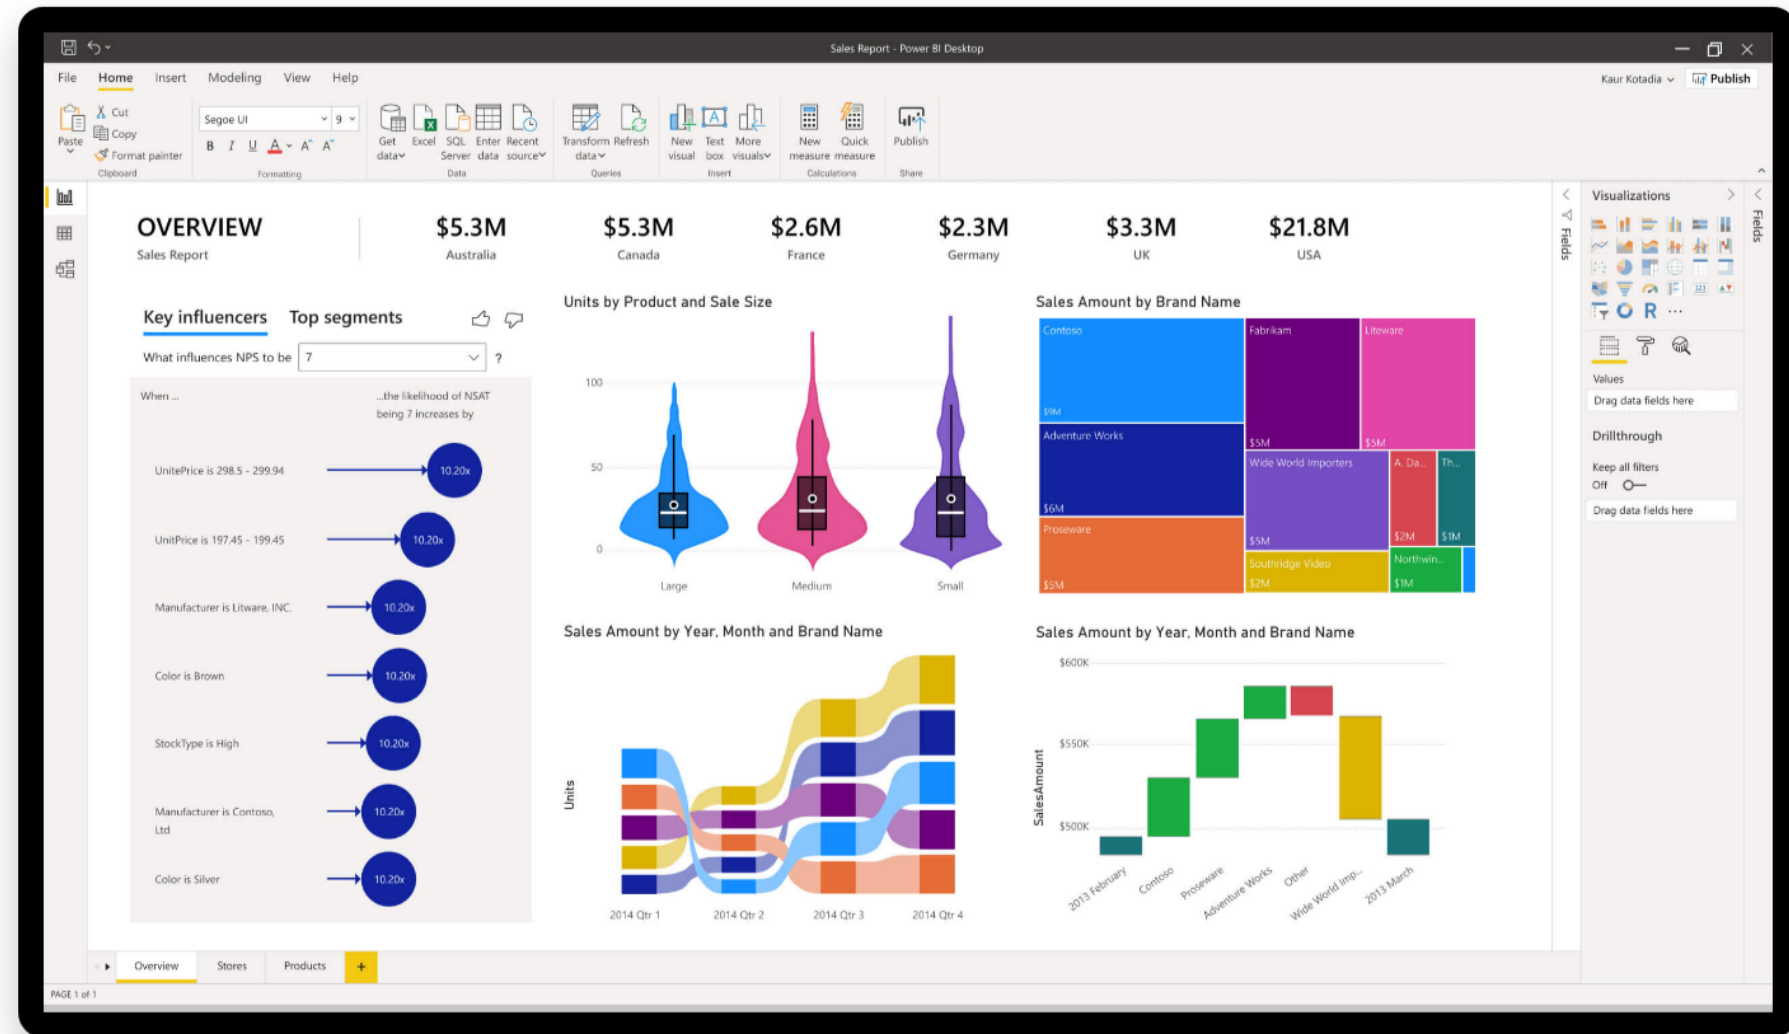 Sales Report - Power BI Desktop
File Home Insert Modeling View Help
Kaur Kotadia
Publish
Paste
Cut
Copy
Format painter
Clipboard
Segoe UI 9
B I U A A A
Formatting
Get data
Excel
SQL Server
Enter data
Recent source
Data
Transform data
Refresh
Queries
New visual
Text box
More visuals
Insert
New measure
Quick measure
Calculations
Publish
Share
OVERVIEW
Sales Report
$5.3M
Australia
$5.3M
Canada
$2.6M
France
$2.3M
Germany
$3.3M
UK
$21.8M
USA
Key influencers Top segments
What influences NPS to be 7 ?
When ...
...the likelihood of NSAT
being 7 increases by
UnitePrice is 298.5 - 299.94 10.20x
UnitPrice is 197.45 - 199.45 10.20x
Manufacturer is Litware, INC. 10.20x
Color is Brown 10.20x
StockType is High 10.20x
Manufacturer is Contoso,
Ltd
10.20x
Color is Silver 10.20x
Units by Product and Sale Size
100
50
0
Large Medium Small
Sales Amount by Brand Name
Contoso
$9M
Fabrikam
$5M
Liteware
$5M
Adventure Works
$6M
Wide World Importers
$5M
A. Da...
$2M
Th...
$1M
Proseware
$5M
Southridge Video
$2M
Northwin...
$1M
Sales Amount by Year, Month and Brand Name
Units
2014 Qtr 1 2014 Qtr 2 2014 Qtr 3 2014 Qtr 4
Sales Amount by Year, Month and Brand Name
SalesAmount
$600K
$550K
$500K
2013 February
Contoso
Proseware
Adventure Works
Other
Wide World Imp...
2013 March
Fields
Visualizations
123
R ...
Values
Drag data fields here
Drillthrough
Keep all filters
Off
Drag data fields here
Fields
Overview Stores Products +
PAGE 1 of 1